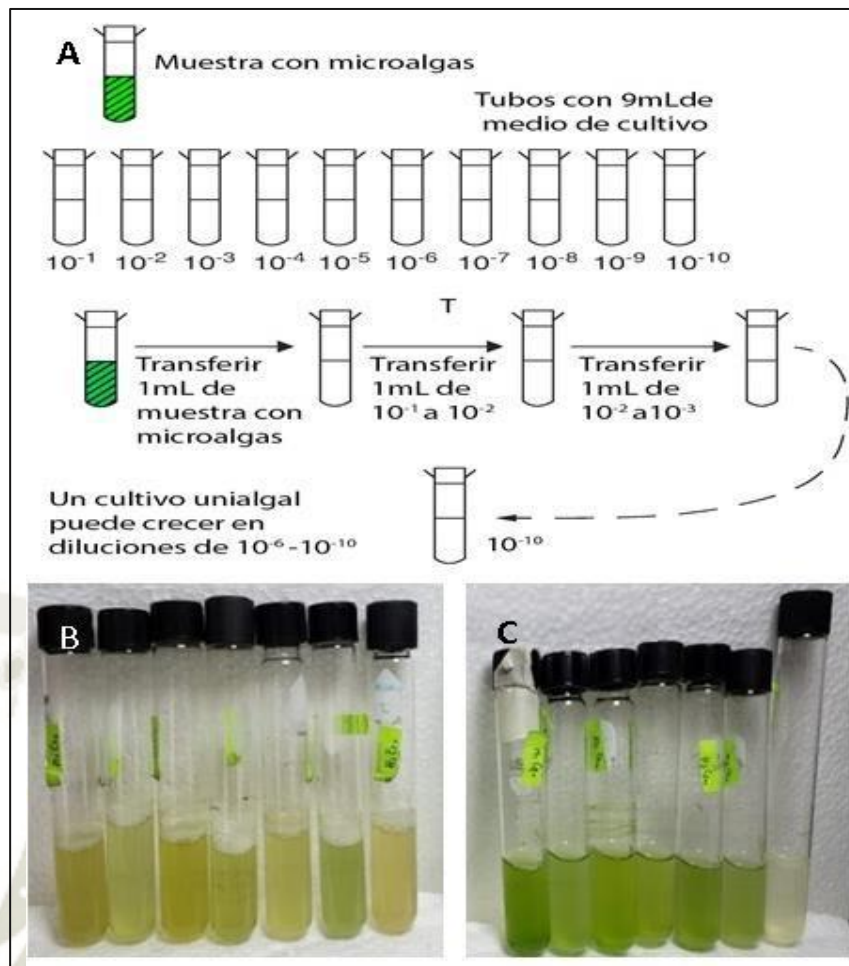 A
Muestra con microalgas
Tubos con 9mLde
medio de cultivo
10-1 10-2 10-3 10-4 10-5 10-6 10-7 10-8 10-9 10-10
T
Transferir
1mL de
muestra con
microalgas
Transferir
1mL de
10-1 a 10-2
Transferir
1mL de
10-2 a10-3
Un cultivo unialgal
puede crecer en
diluciones de 10-6 -10-10
10-10
B
C